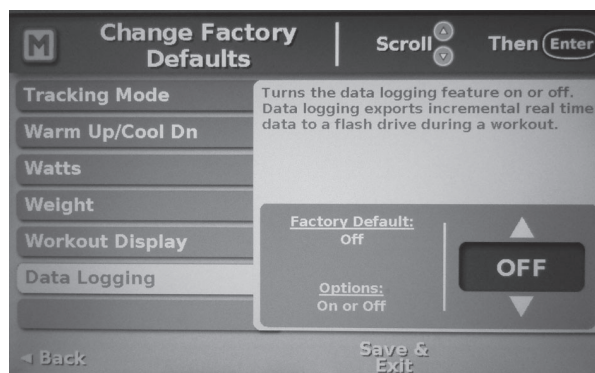 M
Change Factory
Defaults
Scroll
Then Enter
Tracking Mode
Warm Up/Cool Dn
Watts
Weight
Workout Display
Data Logging
Turns the data logging feature on or off.
Data logging exports incremental real time
data to a flash drive during a workout.
Factory Default:
Off
Options:
On or Off
OFF
Back
Save &
Exit